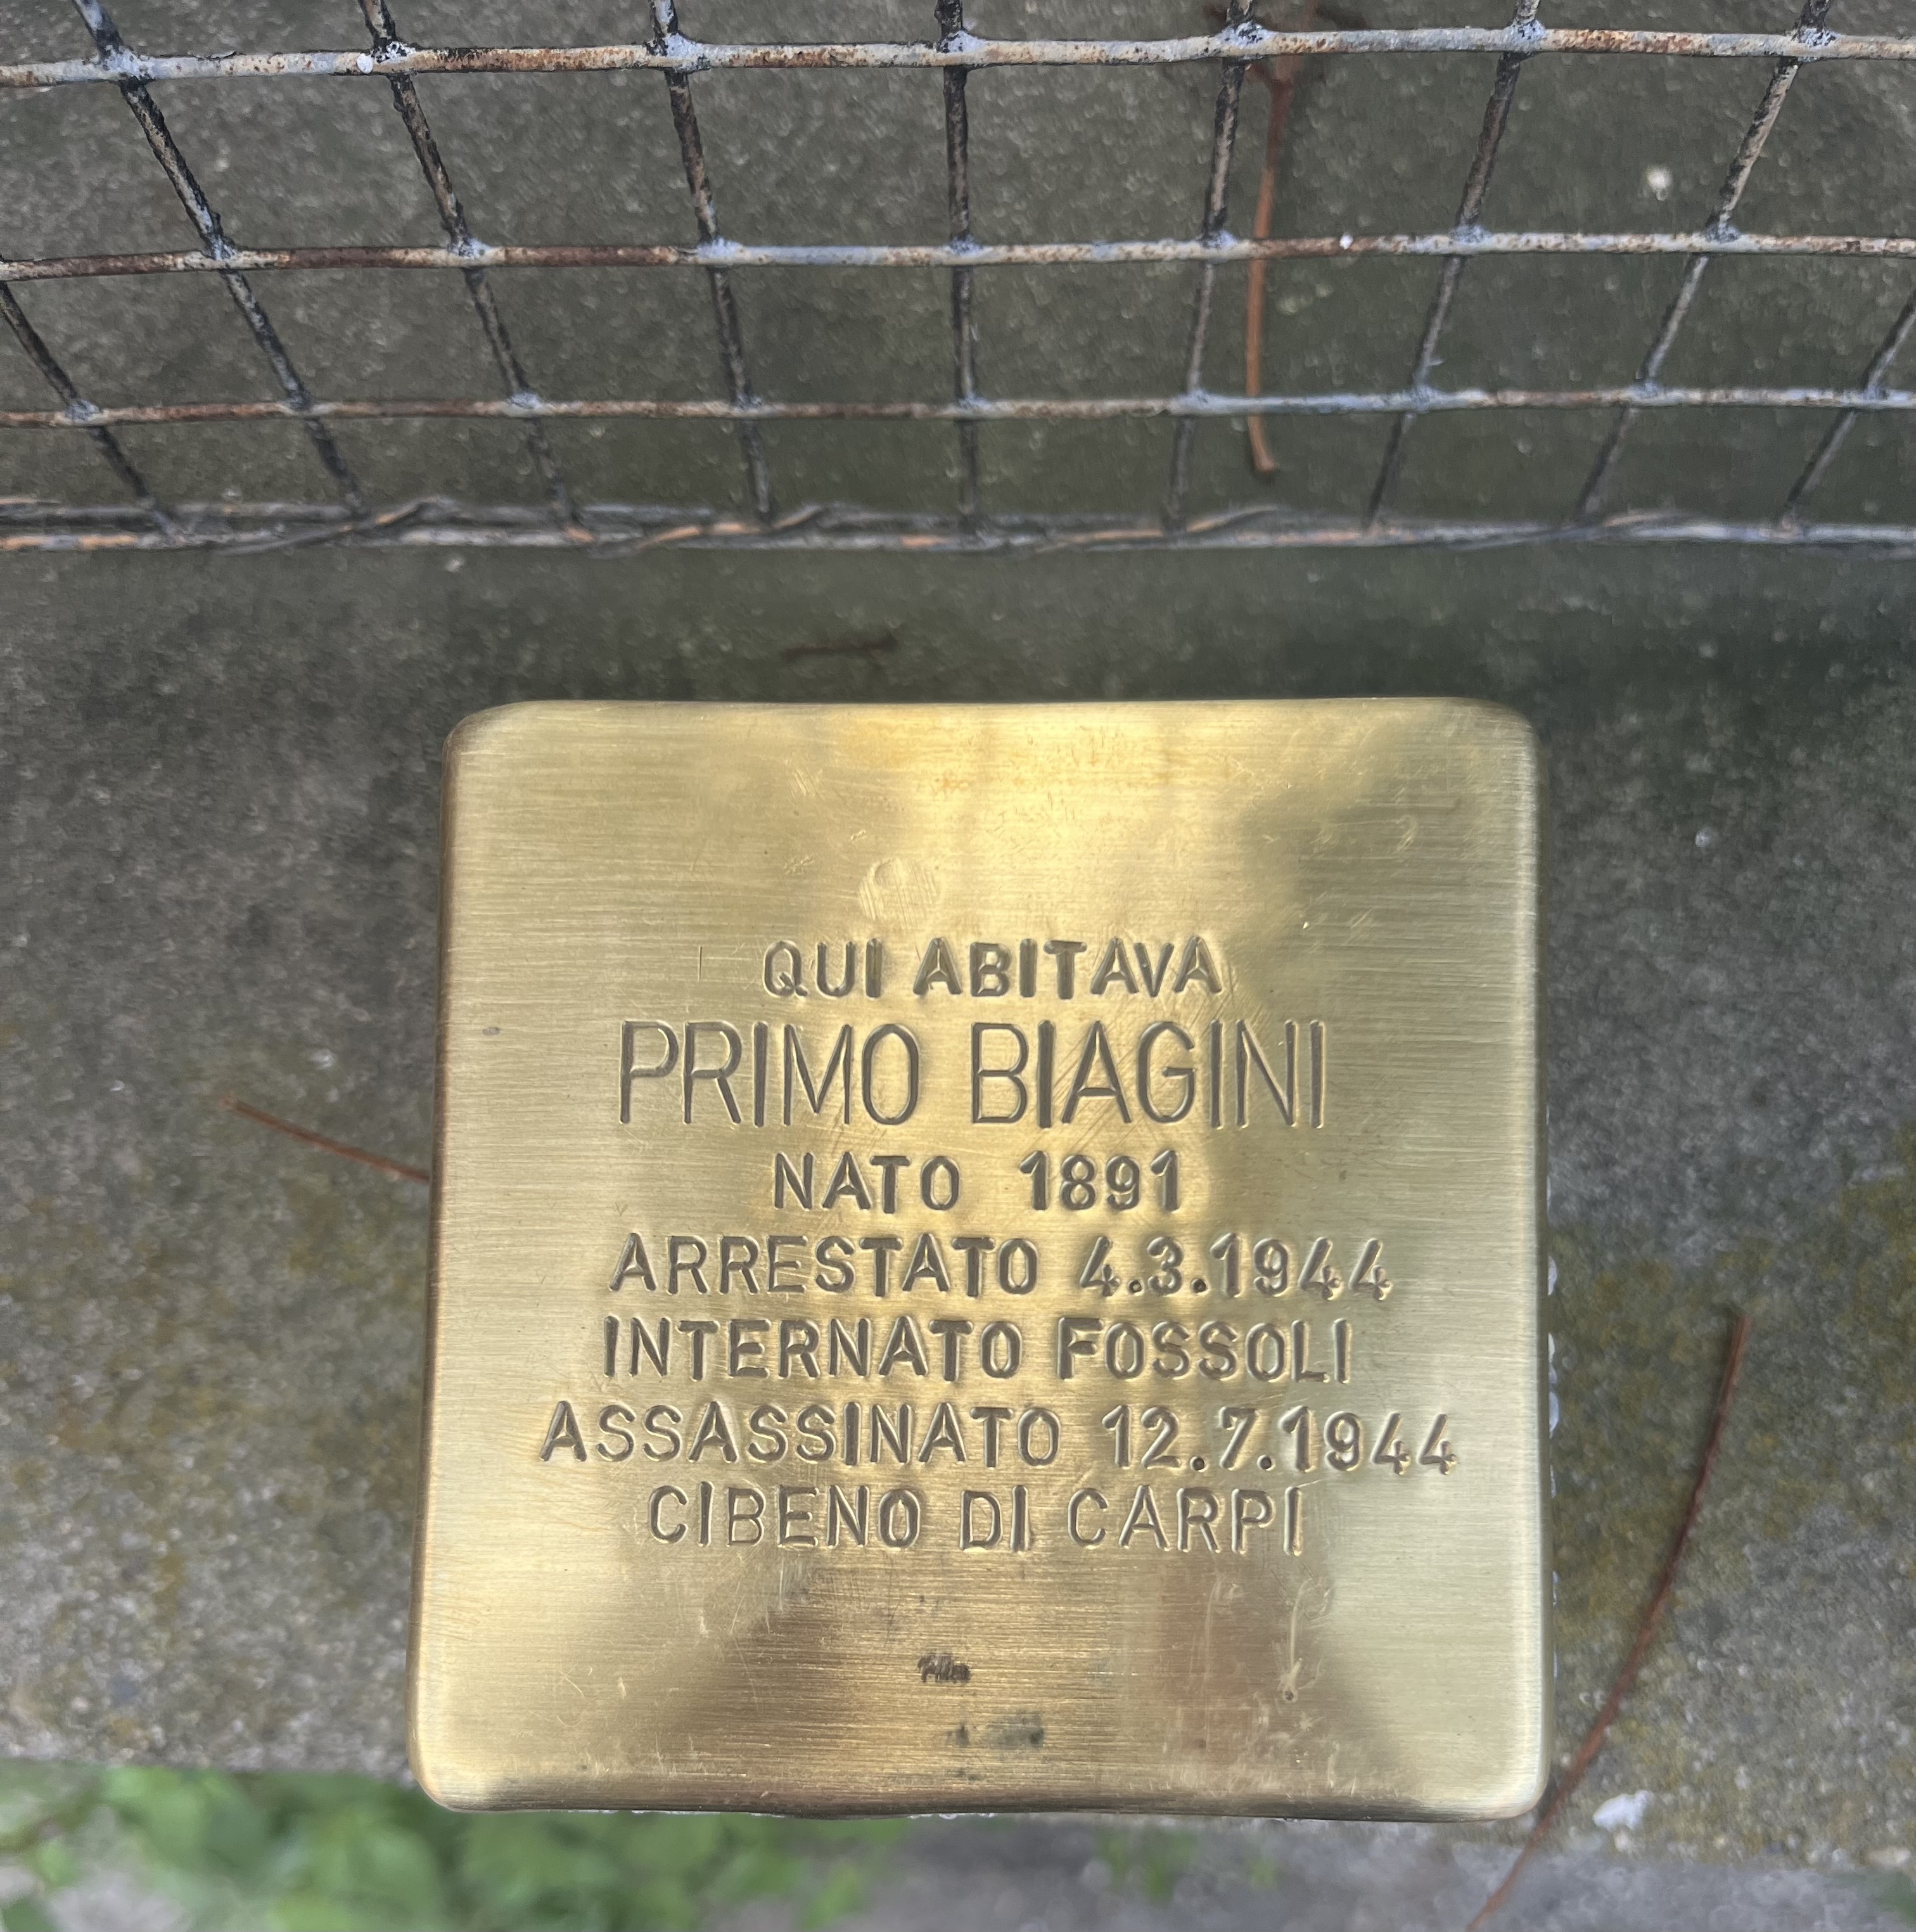 QUI ABITAVA
PRIMO BIAGINI
NATO 1891
ARRESTATO 4.3.1944
INTERNATO FOSSOLI
ASSASSINATO 12.7.1944
CIBENO DI CARPI